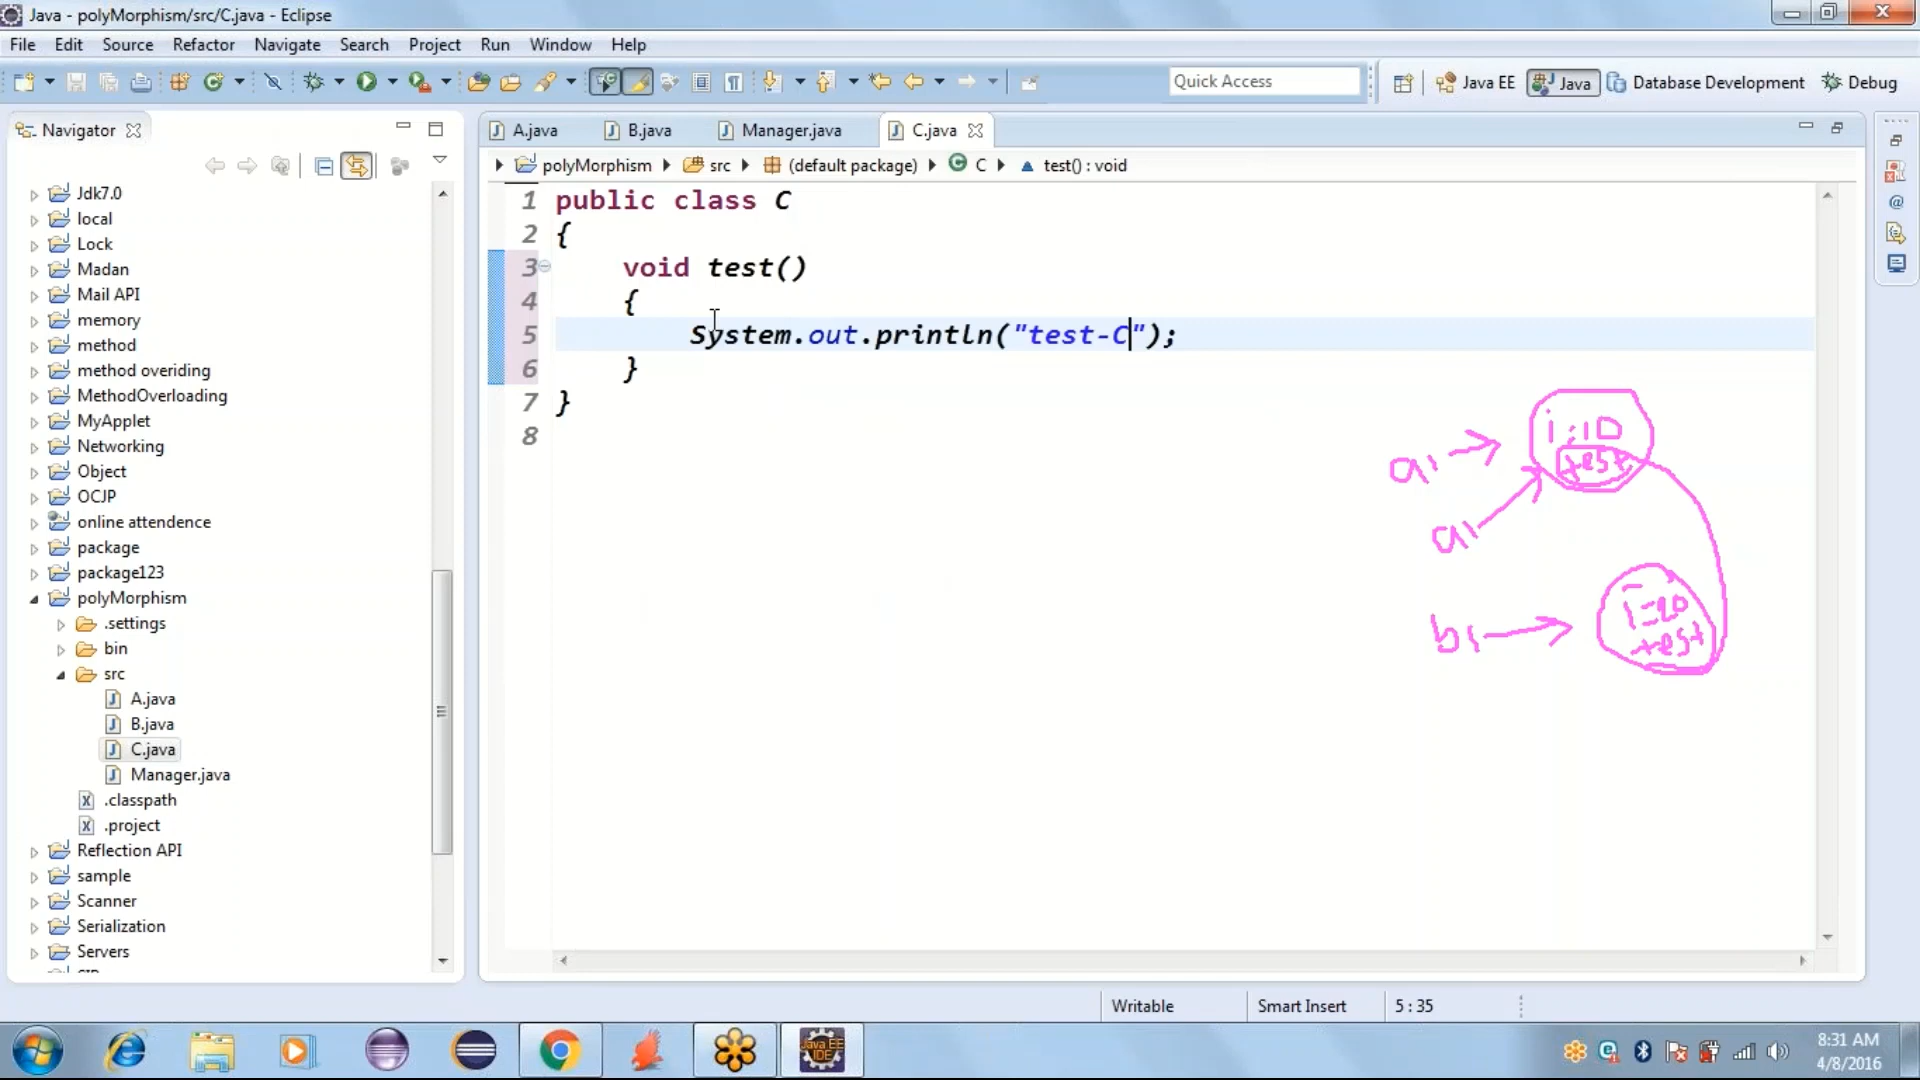 Java - polyMorphism/src/C.java - Eclipse
File Edit Source Refactor Navigate Search Project Run Window Help
Quick Access
Java EE
Java
Database Development
Debug
Navigator
A.java
B.java
Manager.java
C.java
polyMorphism
src
(default package)
C
test() : void
Jdk7.0
local
Lock
Madan
Mail API
memory
method
method overiding
MethodOverloading
MyApplet
Networking
Object
OCJP
online attendence
package
package123
polyMorphism
.settings
bin
src
A.java
B.java
C.java
Manager.java
.classpath
.project
Reflection API
sample
Scanner
Serialization
Servers
1 public class C
2 {
3 void test()
4 {
5 System.out.println("test-C");
6 }
7 }
8
i:10
test
a1
a1
i=20
test
b1
Writable
Smart Insert
5 : 35
8:31 AM
4/8/2016